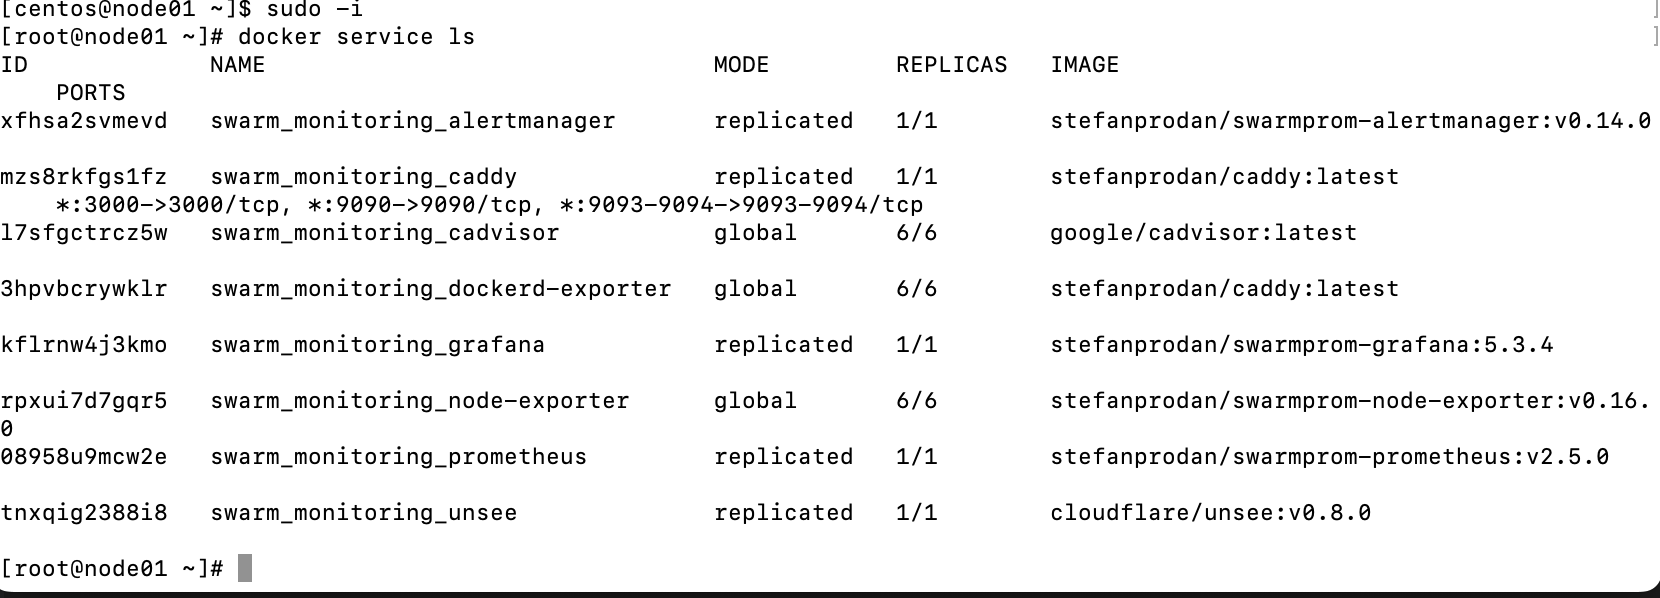 [centos@node01 ~]$ sudo -i ]
[root@node01 ~]# docker service ls ]
ID NAME MODE REPLICAS IMAGE
PORTS
xfhsa2svmevd swarm_monitoring_alertmanager replicated 1/1 stefanprodan/swarmprom-alertmanager:v0.14.0
mzs8rkfgs1fz swarm_monitoring_caddy replicated 1/1 stefanprodan/caddy:latest
*:3000->3000/tcp, *:9090->9090/tcp, *:9093-9094->9093-9094/tcp
l7sfgctrcz5w swarm_monitoring_cadvisor global 6/6 google/cadvisor:latest
3hpvbcrywklr swarm_monitoring_dockerd-exporter global 6/6 stefanprodan/caddy:latest
kflrnw4j3kmo swarm_monitoring_grafana replicated 1/1 stefanprodan/swarmprom-grafana:5.3.4
rpxui7d7gqr5 swarm_monitoring_node-exporter global 6/6 stefanprodan/swarmprom-node-exporter:v0.16.
0
08958u9mcw2e swarm_monitoring_prometheus replicated 1/1 stefanprodan/swarmprom-prometheus:v2.5.0
tnxqig2388i8 swarm_monitoring_unsee replicated 1/1 cloudflare/unsee:v0.8.0
[root@node01 ~]#